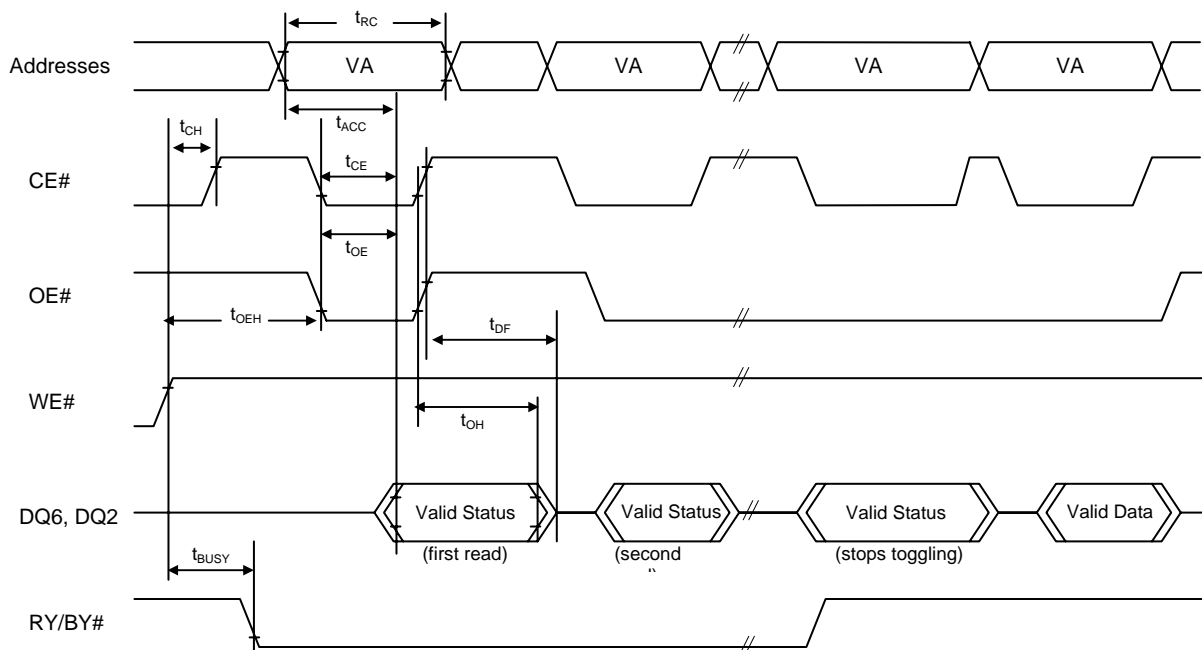 tRC
Addresses VA VA VA VA
tACC
tCH
tCE
CE#
tOE
OE#
tOEH
tDF
WE#
tOH
DQ6, DQ2 Valid Status Valid Status Valid Status Valid Data
(first read) (second (stops toggling)
tBUSY
RY/BY#